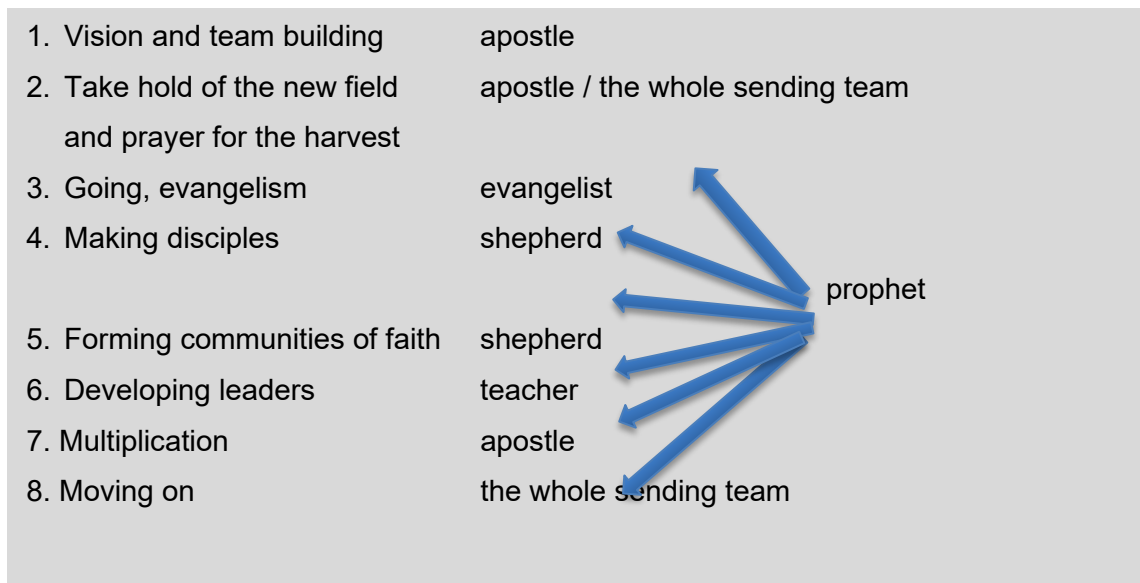 1. Vision and team building apostle
2. Take hold of the new field apostle / the whole sending team
and prayer for the harvest
3. Going, evangelism evangelist
4. Making disciples shepherd
prophet
5. Forming communities of faith shepherd
6. Developing leaders teacher
7. Multiplication apostle
8. Moving on the whole sending team